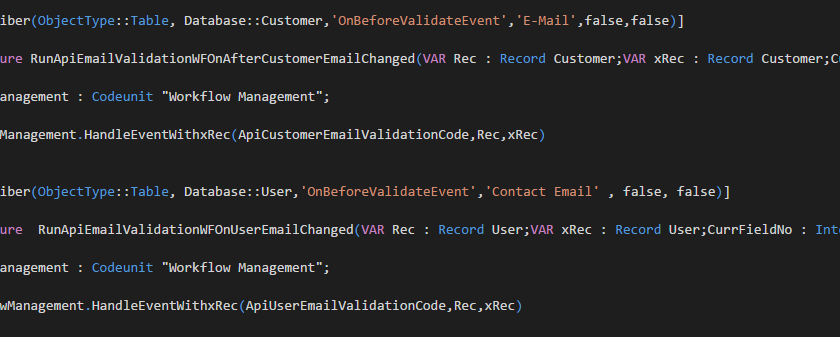 iber(ObjectType::Table, Database::Customer,'OnBeforeValidateEvent','E-Mail',false,false)]
ure RunApiEmailValidationWFOnAfterCustomerEmailChanged(VAR Rec : Record Customer;VAR xRec : Record Customer;C
anagement : Codeunit "Workflow Management";
Management.HandleEventWithxRec(ApiCustomerEmailValidationCode,Rec,xRec)
iber(ObjectType::Table, Database::User,'OnBeforeValidateEvent','Contact Email' , false, false)]
ure  RunApiEmailValidationWFOnUserEmailChanged(VAR Rec : Record User;VAR xRec : Record User;CurrFieldNo : Inte
anagement : Codeunit "Workflow Management";
wManagement.HandleEventWithxRec(ApiUserEmailValidationCode,Rec,xRec)